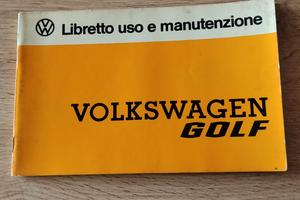 Libretto uso e manutenzione
VOLKSWAGEN
GOLF